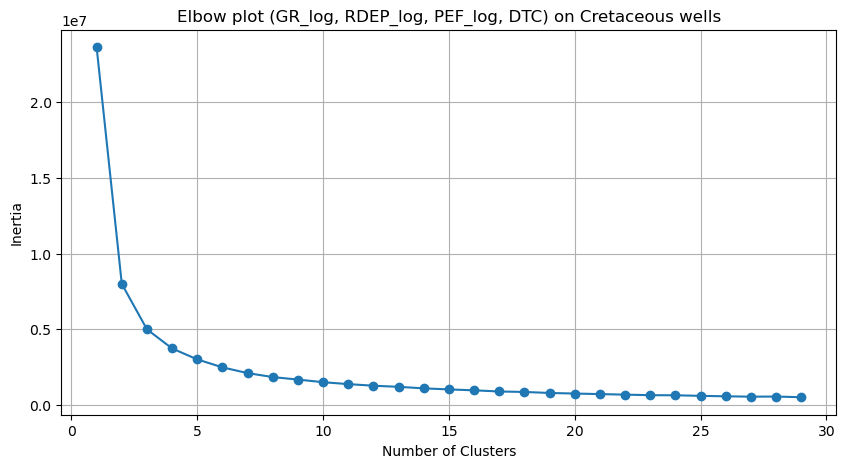 Elbow plot (GR_log, RDEP_log, PEF_log, DTC) on Cretaceous wells
1e7
2.0
1.5
1.0
0.5
0.0
Inertia
0 5 10 15 20 25 30
Number of Clusters